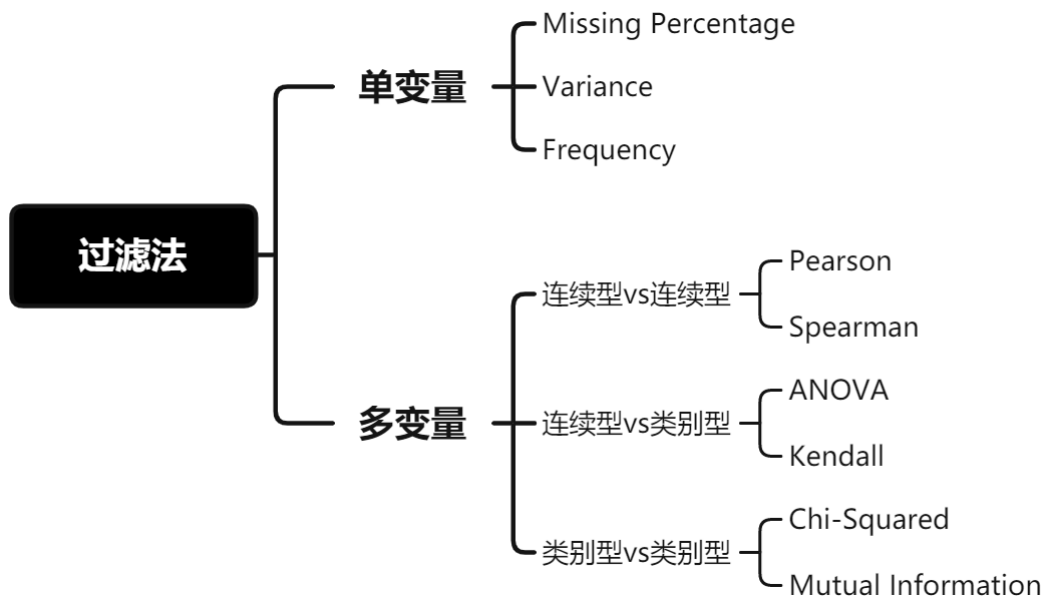 过滤法
单变量
Missing Percentage
Variance
Frequency
多变量
连续型vs连续型
Pearson
Spearman
连续型vs类别型
ANOVA
Kendall
类别型vs类别型
Chi-Squared
Mutual Information